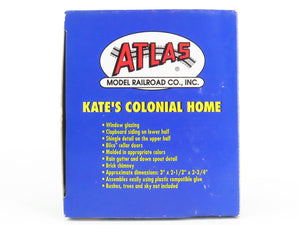 ATLAS
MODEL RAILROAD CO., INC.
KATE'S COLONIAL HOME
• Window glazing
• Clapboard siding on lower half
• Shingle detail on the upper half
• Bilco® cellar doors
• Molded in appropriate colors
• Rain gutter and down spout detail
• Brick chimney
• Approximate dimensions: 3" x 2-1/2" x 2-3/4"
• Assembles easily using plastic compatible glue
• Bushes, trees and sky not included